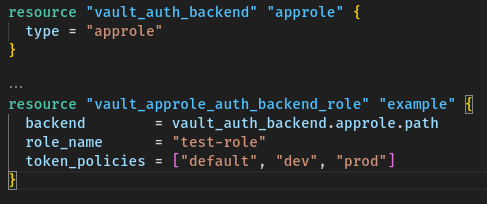 resource "vault_auth_backend" "approle" {
  type = "approle"
}
...
resource "vault_approle_auth_backend_role" "example" {
  backend        = vault_auth_backend.approle.path
  role_name      = "test-role"
  token_policies = ["default", "dev", "prod"]
}